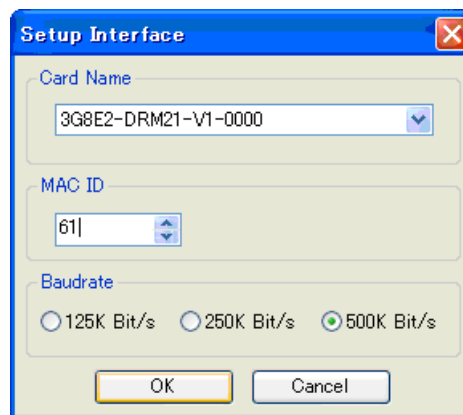 Setup Interface
Card Name
3G8E2-DRM21-V1-0000
MAC ID
61
Baudrate
125K Bit/s 250K Bit/s 500K Bit/s
OK Cancel